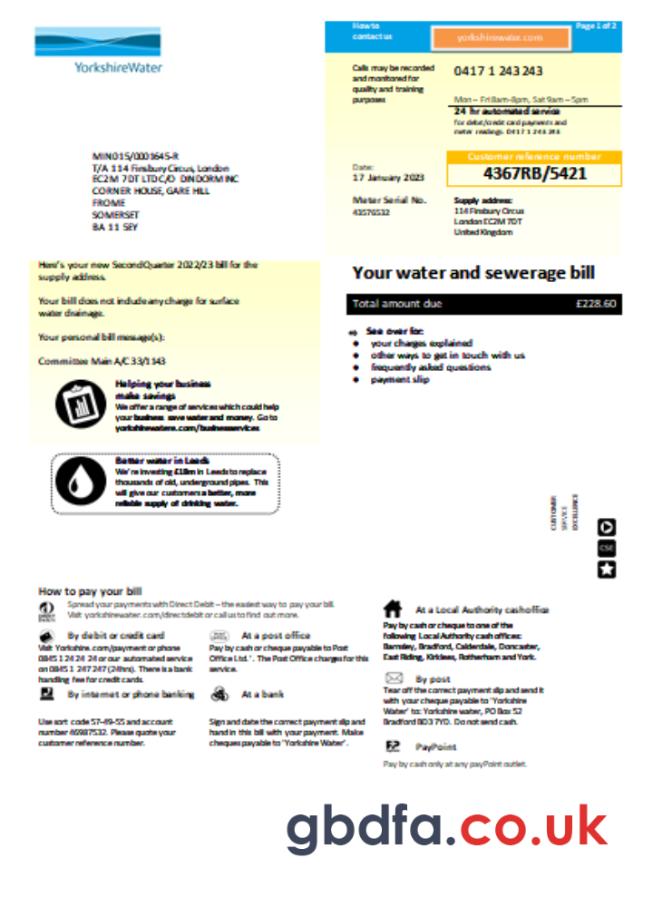 YorkshireWater
How to
contact us
yorkshirewater.com
Page 1 of 2
Calls may be recorded
and monitored for
quality and training
purposes
0417 1 243 243
Mon – Fri 8am-8pm, Sat 9am – 5pm
24 hr automated service
for debit/credit card payments and
meter readings. 0417 1 243 243
MIN015/0001645-R
T/A 114 Finsbury Circus, London
EC2M 7DT LTD C/O DINDORM INC
CORNER HOUSE, GARE HILL
FROME
SOMERSET
BA 11 5EY
Date:
17 January 2023
Customer reference number
4367RB/5421
Meter Serial No.
43576532
Supply address:
114 Finsbury Circus
London EC2M 7DT
United Kingdom
Here's your new Second Quarter 2022/23 bill for the
supply address.
Your bill does not include any charge for surface
water drainage.
Your personal bill message(s):
Committee Main A/C 33/1143
Helping your business
make savings
We offer a range of services which could help
your business save water and money. Go to
yorkshirewatere.com/businesservices
Better water in Leeds
We're investing £18m in Leeds to replace
thousands of old, underground pipes. This
will give our customers a better, more
reliable supply of drinking water.
Your water and sewerage bill
Total amount due £228.60
See over for:
your charges explained
other ways to get in touch with us
frequently asked questions
payment slip
CUSTOMER
SERVICE
EXCELLENCE
CSE
How to pay your bill
Spread your payments with Direct Debit – the easiest way to pay your bill.
Visit yorkshirewater.com/directdebit or call us to find out more.
By debit or credit card
Visit Yorkshire.com/payment or phone
0845 1 24 24 24 or our automated service
on 0845 1 247 247 (24hrs). There is a bank
handling fee for credit cards.
At a post office
Pay by cash or cheque payable to Post
Office Ltd.'. The Post Office charges for this
service.
By internet or phone banking
Use sort code 57-49-55 and account
number 46987532. Please quote your
customer reference number.
At a bank
Sign and date the correct payment slip and
hand in this bill with your payment. Make
cheques payable to 'Yorkshire Water'.
At a Local Authority cash office
Pay by cash or cheque to one of the
following Local Authority cash offices:
Barnsley, Bradford, Calderdale, Doncaster,
East Riding, Kirklees, Rotherham and York.
By post
Tear off the correct payment slip and send it
with your cheque payable to 'Yorkshire
Water' to: Yorkshire water, PO Box 52
Bradford BD3 7YD. Do not send cash.
PayPoint
Pay by cash only at any payPoint outlet.
gbdfa.co.uk